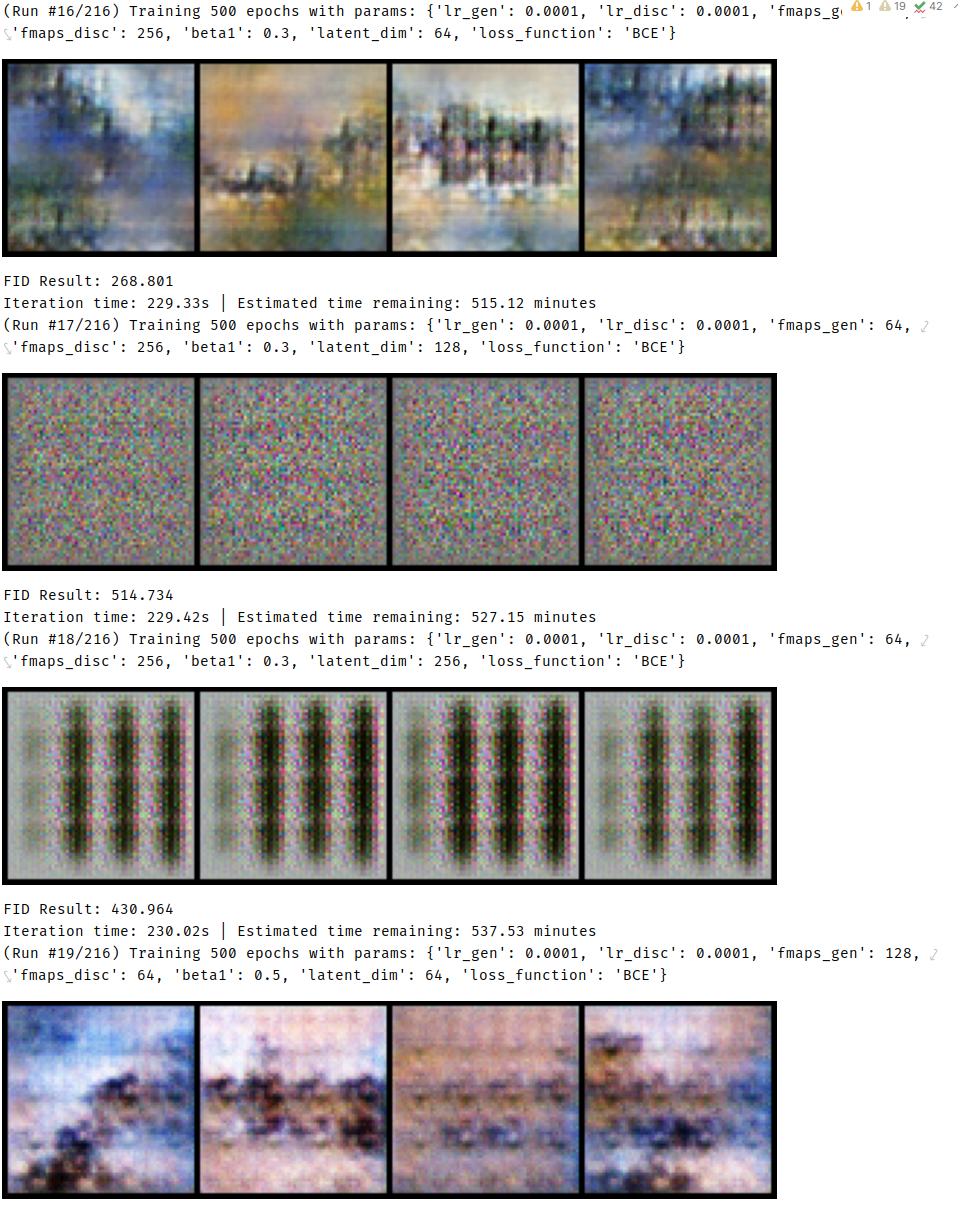 (Run #16/216) Training 500 epochs with params: {'lr_gen': 0.0001, 'lr_disc': 0.0001,
1 19 42
'fmaps_disc': 256, 'beta1': 0.3, 'latent_dim': 64, 'loss_function': 'BCE'}
FID Result: 268.801
Iteration time: 229.33s | Estimated time remaining: 515.12 minutes
(Run #17/216) Training 500 epochs with params: {'lr_gen': 0.0001, 'lr_disc': 0.0001, 'fmaps_gen': 64,
'fmaps_disc': 256, 'beta1': 0.3, 'latent_dim': 128, 'loss_function': 'BCE'}
FID Result: 514.734
Iteration time: 229.42s | Estimated time remaining: 527.15 minutes
(Run #18/216) Training 500 epochs with params: {'lr_gen': 0.0001, 'lr_disc': 0.0001, 'fmaps_gen': 64,
'fmaps_disc': 256, 'beta1': 0.3, 'latent_dim': 256, 'loss_function': 'BCE'}
FID Result: 430.964
Iteration time: 230.02s | Estimated time remaining: 537.53 minutes
(Run #19/216) Training 500 epochs with params: {'lr_gen': 0.0001, 'lr_disc': 0.0001, 'fmaps_gen': 128,
'fmaps_disc': 64, 'beta1': 0.5, 'latent_dim': 64, 'loss_function': 'BCE'}